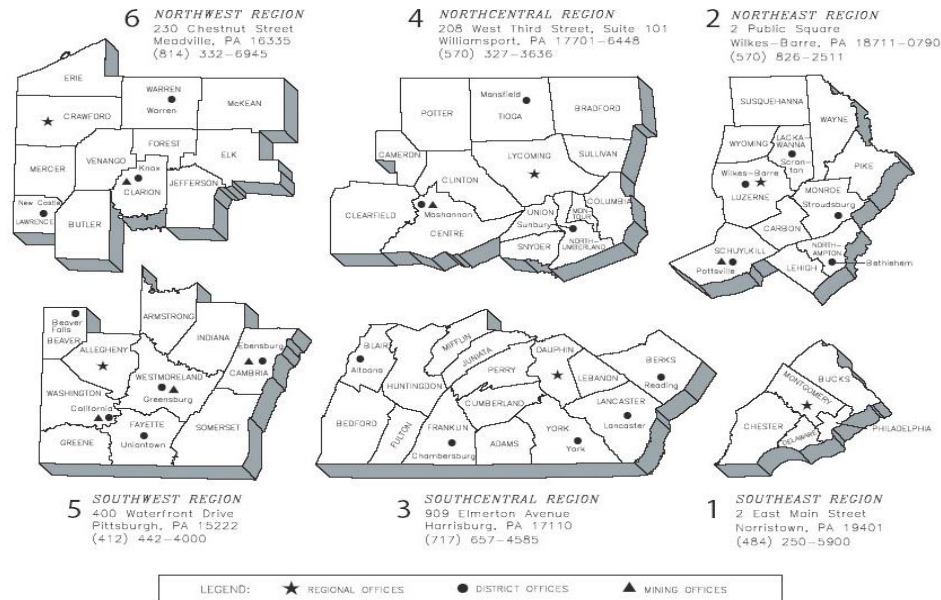 6 NORTHWEST REGION
230 Chestnut Street
Meadville, PA 16335
(814) 332-6945
ERIE
CRAWFORD
WARREN
Warren
McKEAN
MERCER
VENANGO
FOREST
ELK
Knox
CLARION
JEFFERSON
New Castle
LAWRENCE
BUTLER
4 NORTHCENTRAL REGION
208 West Third Street, Suite 101
Williamsport, PA 17701-6448
(570) 327-3636
POTTER
Mansfield
TIOGA
BRADFORD
CAMERON
CLINTON
LYCOMING
SULLIVAN
CLEARFIELD
Moshannon
CENTRE
UNION
Sunbury
SNYDER
MON-
TOUR
COLUMBIA
NORTH-
UMBERLAND
2 NORTHEAST REGION
2 Public Square
Wilkes-Barre, PA 18711-0790
(570) 826-2511
SUSQUEHANNA
WAYNE
WYOMING
LACKA-
WANNA
Scran-
ton
PIKE
Wilkes-Barre
LUZERNE
MONROE
Stroudsburg
CARBON
SCHUYLKILL
Pottsville
LEHIGH
NORTH-
AMPTON
Bethlehem
Beaver
Falls
BEAVER
ARMSTRONG
INDIANA
ALLEGHENY
Ebensburg
CAMBRIA
WESTMORELAND
Greensburg
WASHINGTON
California
FAYETTE
Uniontown
SOMERSET
GREENE
5 SOUTHWEST REGION
400 Waterfront Drive
Pittsburgh, PA 15222
(412) 442-4000
BLAIR
Altoona
HUNTINGDON
MIFFLIN
JUNIATA
PERRY
DAUPHIN
LEBANON
BERKS
Reading
BEDFORD
FULTON
FRANKLIN
Chambersburg
CUMBERLAND
ADAMS
YORK
York
LANCASTER
Lancaster
3 SOUTHCENTRAL REGION
909 Elmerton Avenue
Harrisburg, PA 17110
(717) 657-4585
MONTGOMERY
BUCKS
CHESTER
DELAWARE
PHILADELPHIA
1 SOUTHEAST REGION
2 East Main Street
Norristown, PA 19401
(484) 250-5900
LEGEND: REGIONAL OFFICES DISTRICT OFFICES MINING OFFICES